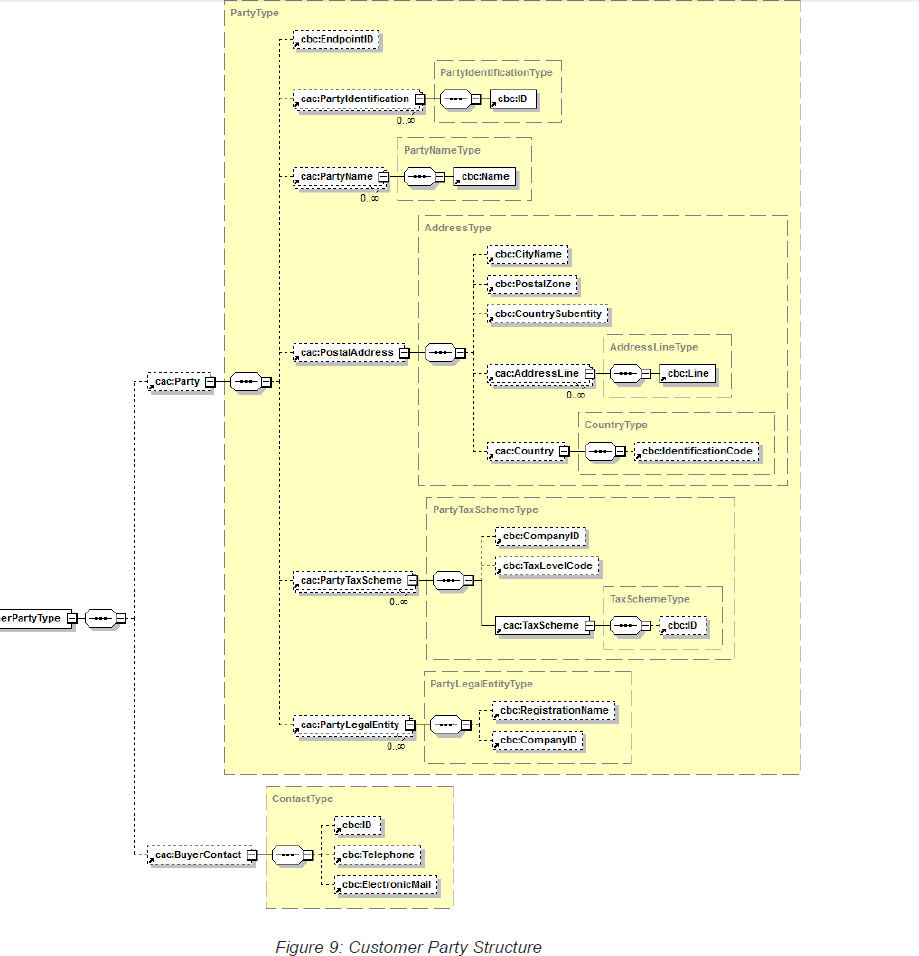 PartyType
cbc:EndpointID
PartyIdentificationType
cac:PartyIdentification
cbc:ID
0..∞
PartyNameType
cac:PartyName
cbc:Name
0..∞
AddressType
cbc:CityName
cbc:PostalZone
cbc:CountrySubentity
AddressLineType
cac:PostalAddress
cac:AddressLine
cbc:Line
0..∞
cac:Party
CountryType
cac:Country
cbc:IdentificationCode
PartyTaxSchemeType
cbc:CompanyID
cbc:TaxLevelCode
cac:PartyTaxScheme
0..∞
TaxSchemeType
erPartyType
cac:TaxScheme
cbc:ID
PartyLegalEntityType
cbc:RegistrationName
cac:PartyLegalEntity
cbc:CompanyID
0..∞
ContactType
cbc:ID
cac:BuyerContact
cbc:Telephone
cbc:ElectronicMail
Figure 9: Customer Party Structure